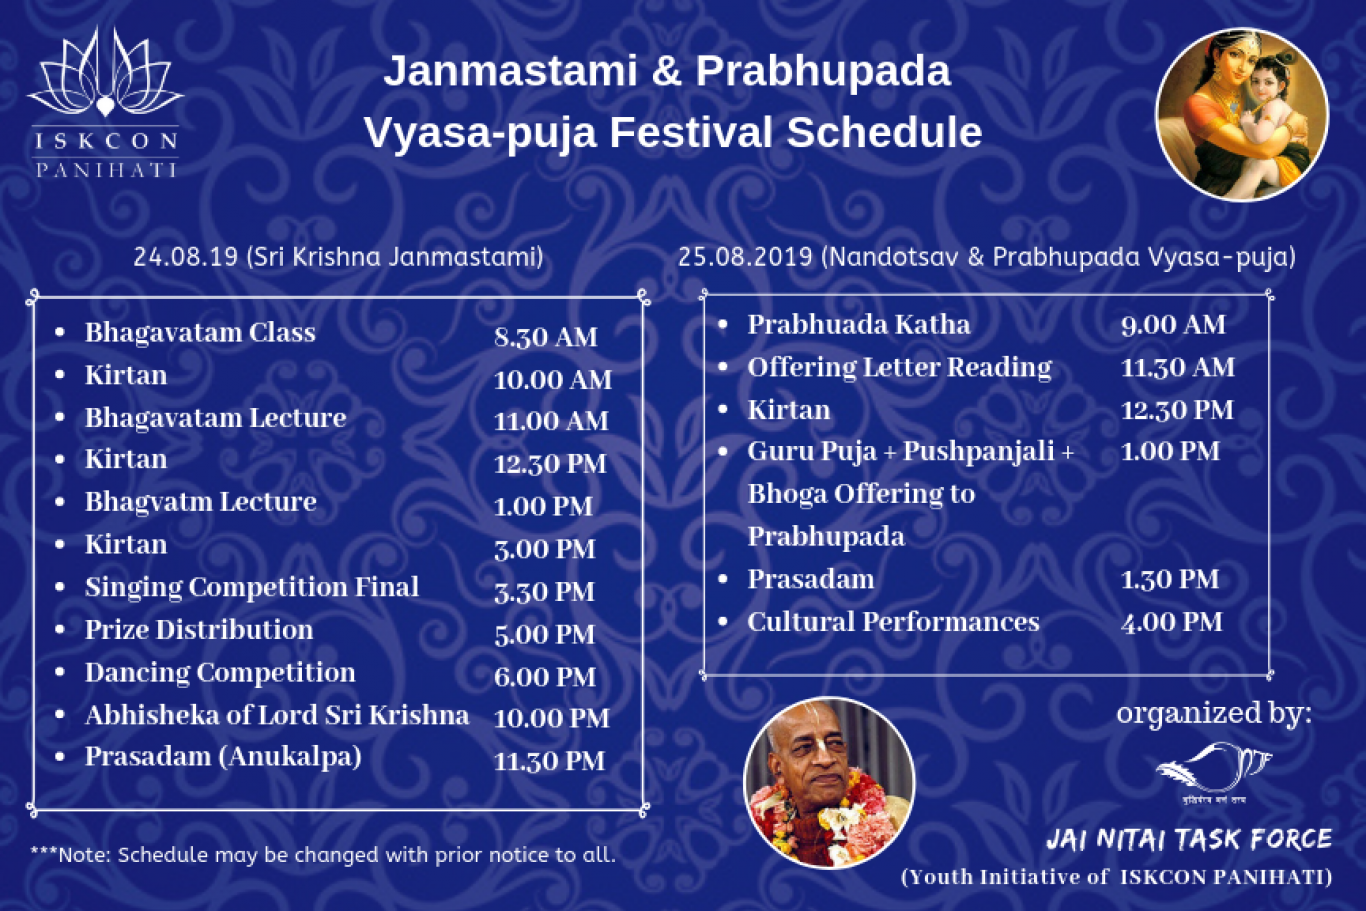 ISKCON
PANIHATI
Janmastami & Prabhupada
Vyasa-puja Festival Schedule
24.08.19 (Sri Krishna Janmastami)
• Bhagavatam Class 8.30 AM
• Kirtan 10.00 AM
• Bhagavatam Lecture 11.00 AM
• Kirtan 12.30 PM
• Bhagvatm Lecture 1.00 PM
• Kirtan 3.00 PM
• Singing Competition Final 3.30 PM
• Prize Distribution 5.00 PM
• Dancing Competition 6.00 PM
• Abhisheka of Lord Sri Krishna 10.00 PM
• Prasadam (Anukalpa) 11.30 PM
***Note: Schedule may be changed with prior notice to all.
25.08.2019 (Nandotsav & Prabhupada Vyasa-puja)
• Prabhuada Katha 9.00 AM
• Offering Letter Reading 11.30 AM
• Kirtan 12.30 PM
• Guru Puja + Pushpanjali + 1.00 PM
Bhoga Offering to
Prabhupada
• Prasadam 1.30 PM
• Cultural Performances 4.00 PM
organized by:
JAI NITAI TASK FORCE
(Youth Initiative of ISKCON PANIHATI)